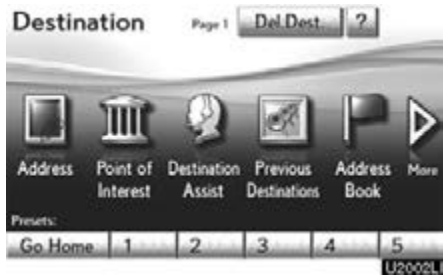 Destination Page 1 Del.Dest. ?
Address Point of Interest Destination Assist Previous Destinations Address Book More
Presets:
Go Home 1 2 3 4 5
U2002LI